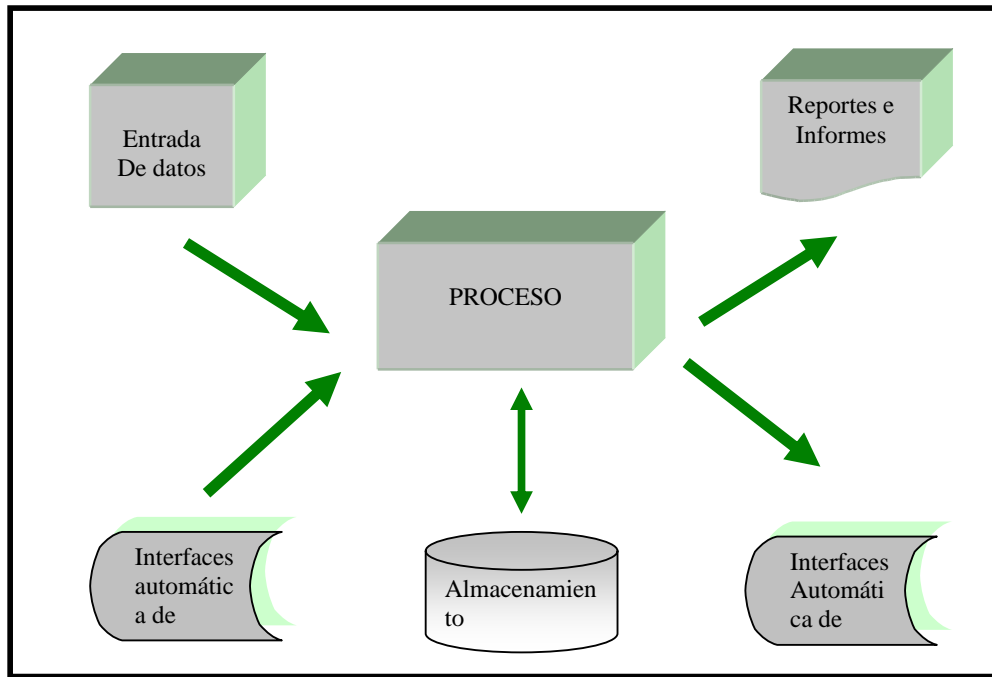 Entrada
De datos
Reportes e
Informes
PROCESO
Interfaces
automátic
a de
Almacenamien
to
Interfaces
Automáti
ca de